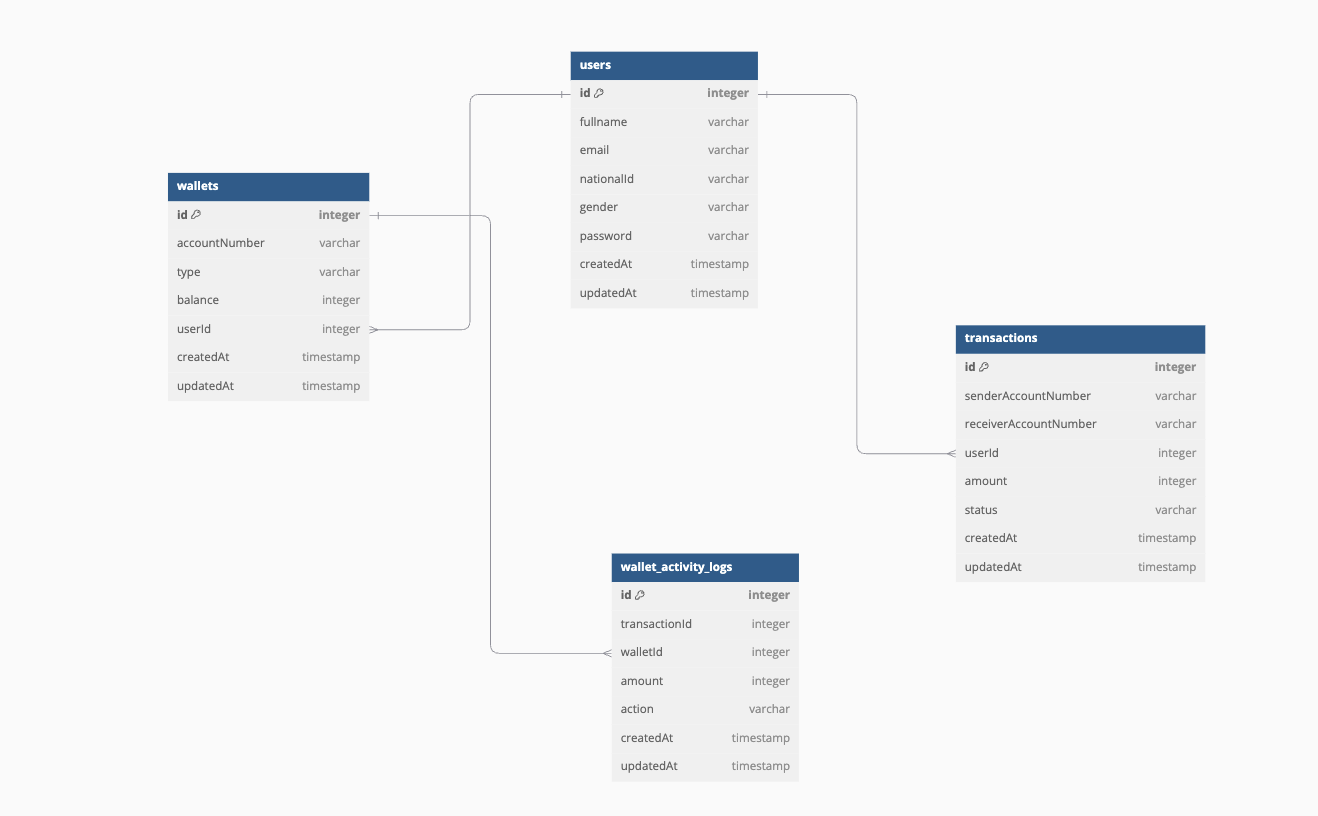 users
id integer
fullname varchar
email varchar
nationalId varchar
gender varchar
password varchar
createdAt timestamp
updatedAt timestamp
wallets
id integer
accountNumber varchar
type varchar
balance integer
userId integer
createdAt timestamp
updatedAt timestamp
transactions
id integer
senderAccountNumber varchar
receiverAccountNumber varchar
userId integer
amount integer
status varchar
createdAt timestamp
updatedAt timestamp
wallet_activity_logs
id integer
transactionId integer
walletId integer
amount integer
action varchar
createdAt timestamp
updatedAt timestamp